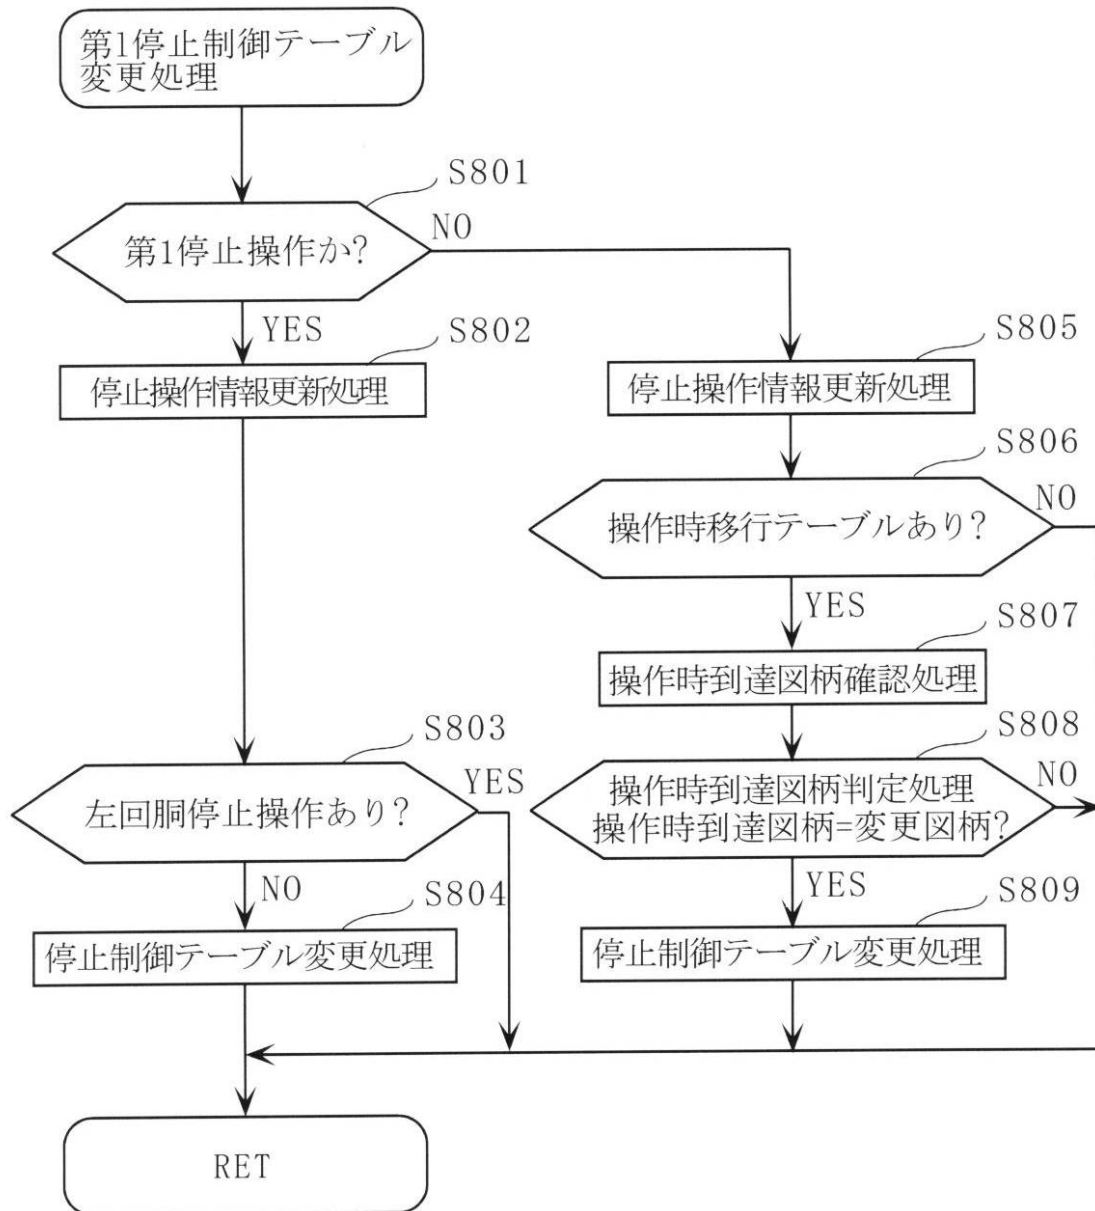 第1停止制御テーブル
変更処理
S801
第1停止操作か?
NO
YES
S802
停止操作情報更新処理
S805
停止操作情報更新処理
S806
操作時移行テーブルあり?
NO
YES
S807
操作時到達図柄確認処理
S803
左回胴停止操作あり?
YES
NO
S808
操作時到達図柄判定処理
操作時到達図柄=変更図柄?
NO
YES
S804
停止制御テーブル変更処理
S809
停止制御テーブル変更処理
RET